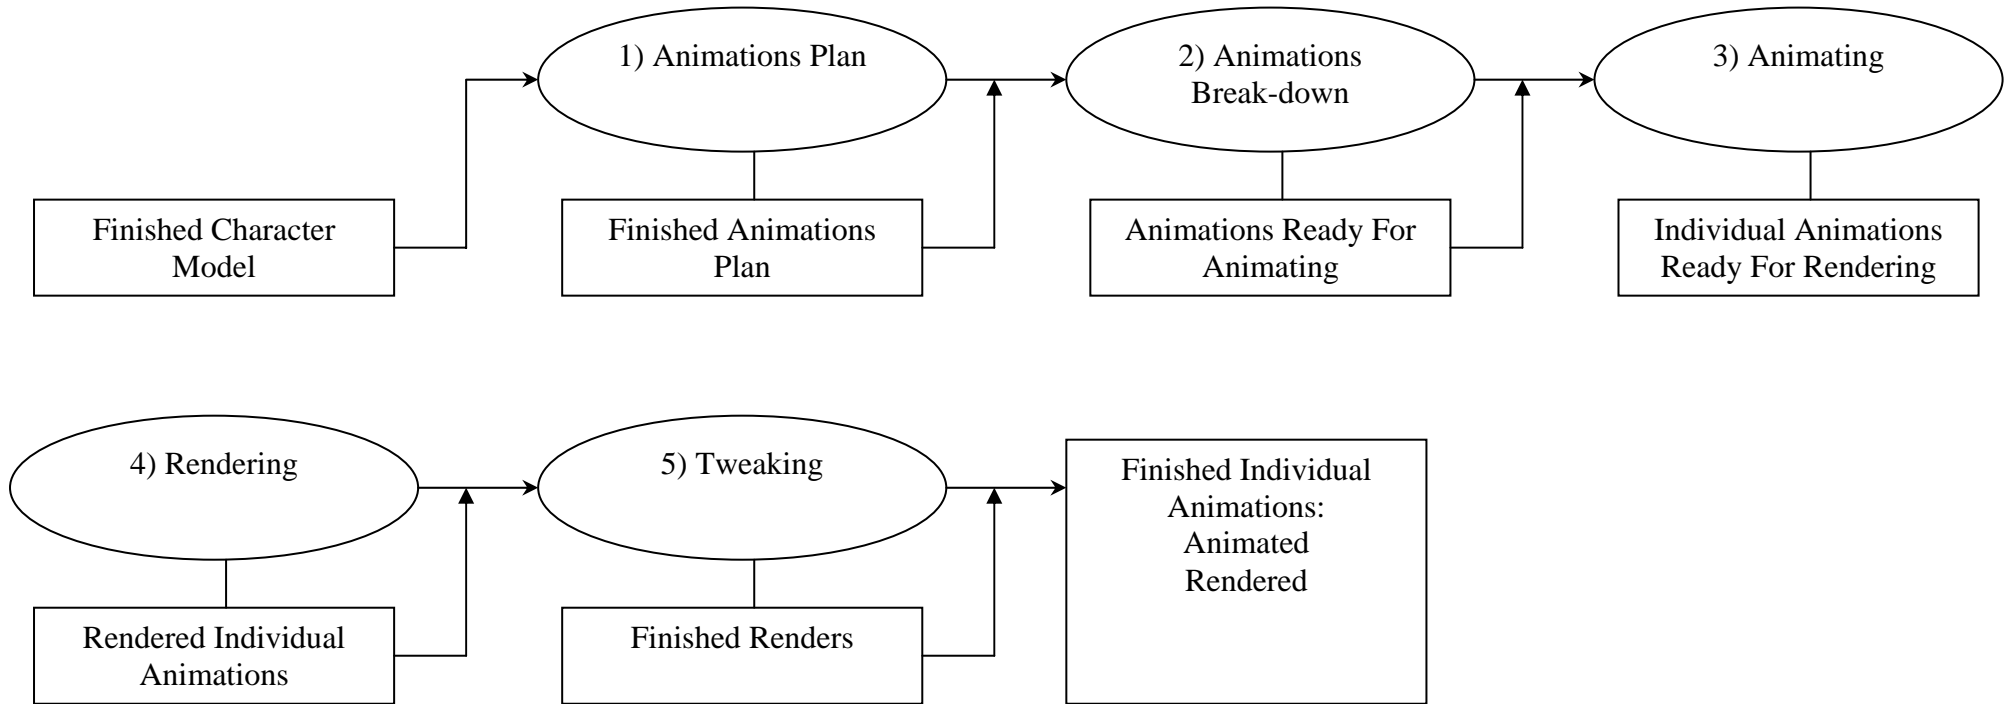 1) Animations Plan
2) Animations
Break-down
3) Animating
Finished Character
Model
Finished Animations
Plan
Animations Ready For
Animating
Individual Animations
Ready For Rendering
4) Rendering
5) Tweaking
Finished Individual
Animations:
Animated
Rendered
Rendered Individual
Animations
Finished Renders